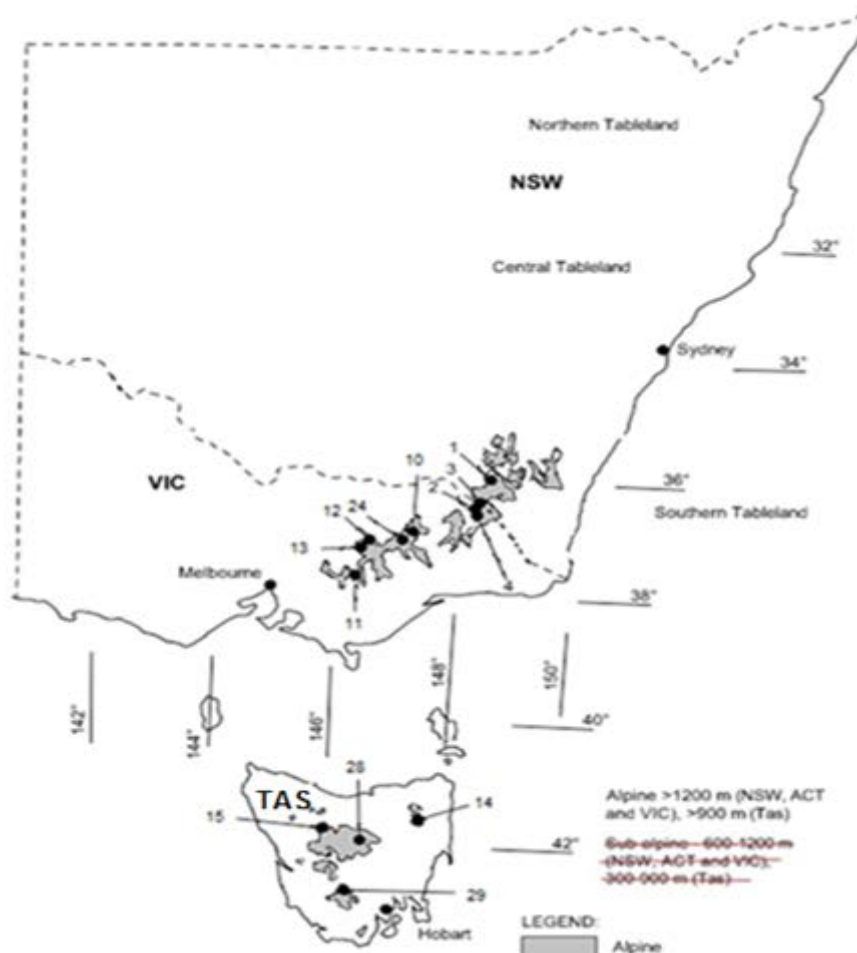 Northern Tableland
NSW
32°
Central Tableland
Sydney
34°
1
3
10
2
36°
VIC
24
12
Southern Tableland
13
Melbourne
4
38°
11
148°
150°
142°
144°
146°
40°
28
TAS
14
15
Alpine >1200 m (NSW, ACT
and VIC), >900 m (Tas)
42°
Sub alpine - 600-1200 m
(NSW, ACT and VIC),
300-900 m (Tas)
29
Hobart
LEGEND:
Alpine